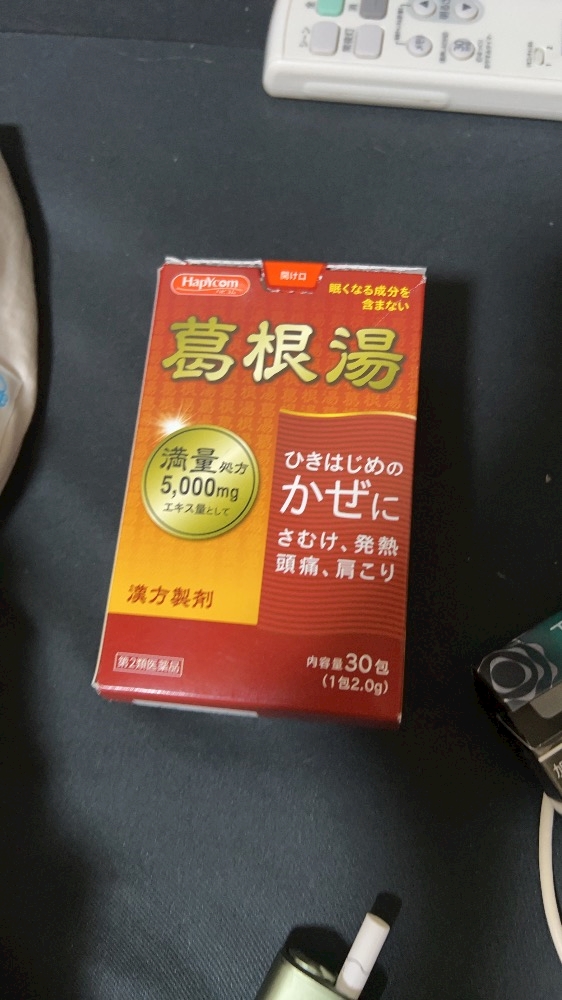 シーン
HapYcom
開け口
眠くなる成分を
含まない
葛根湯
満量処方
5,000mg
エキス量として
ひきはじめの
かぜに
さむけ、発熱
頭痛、肩こり
漢方製剤
第2類医薬品
内容量30包
(1包2.0g)